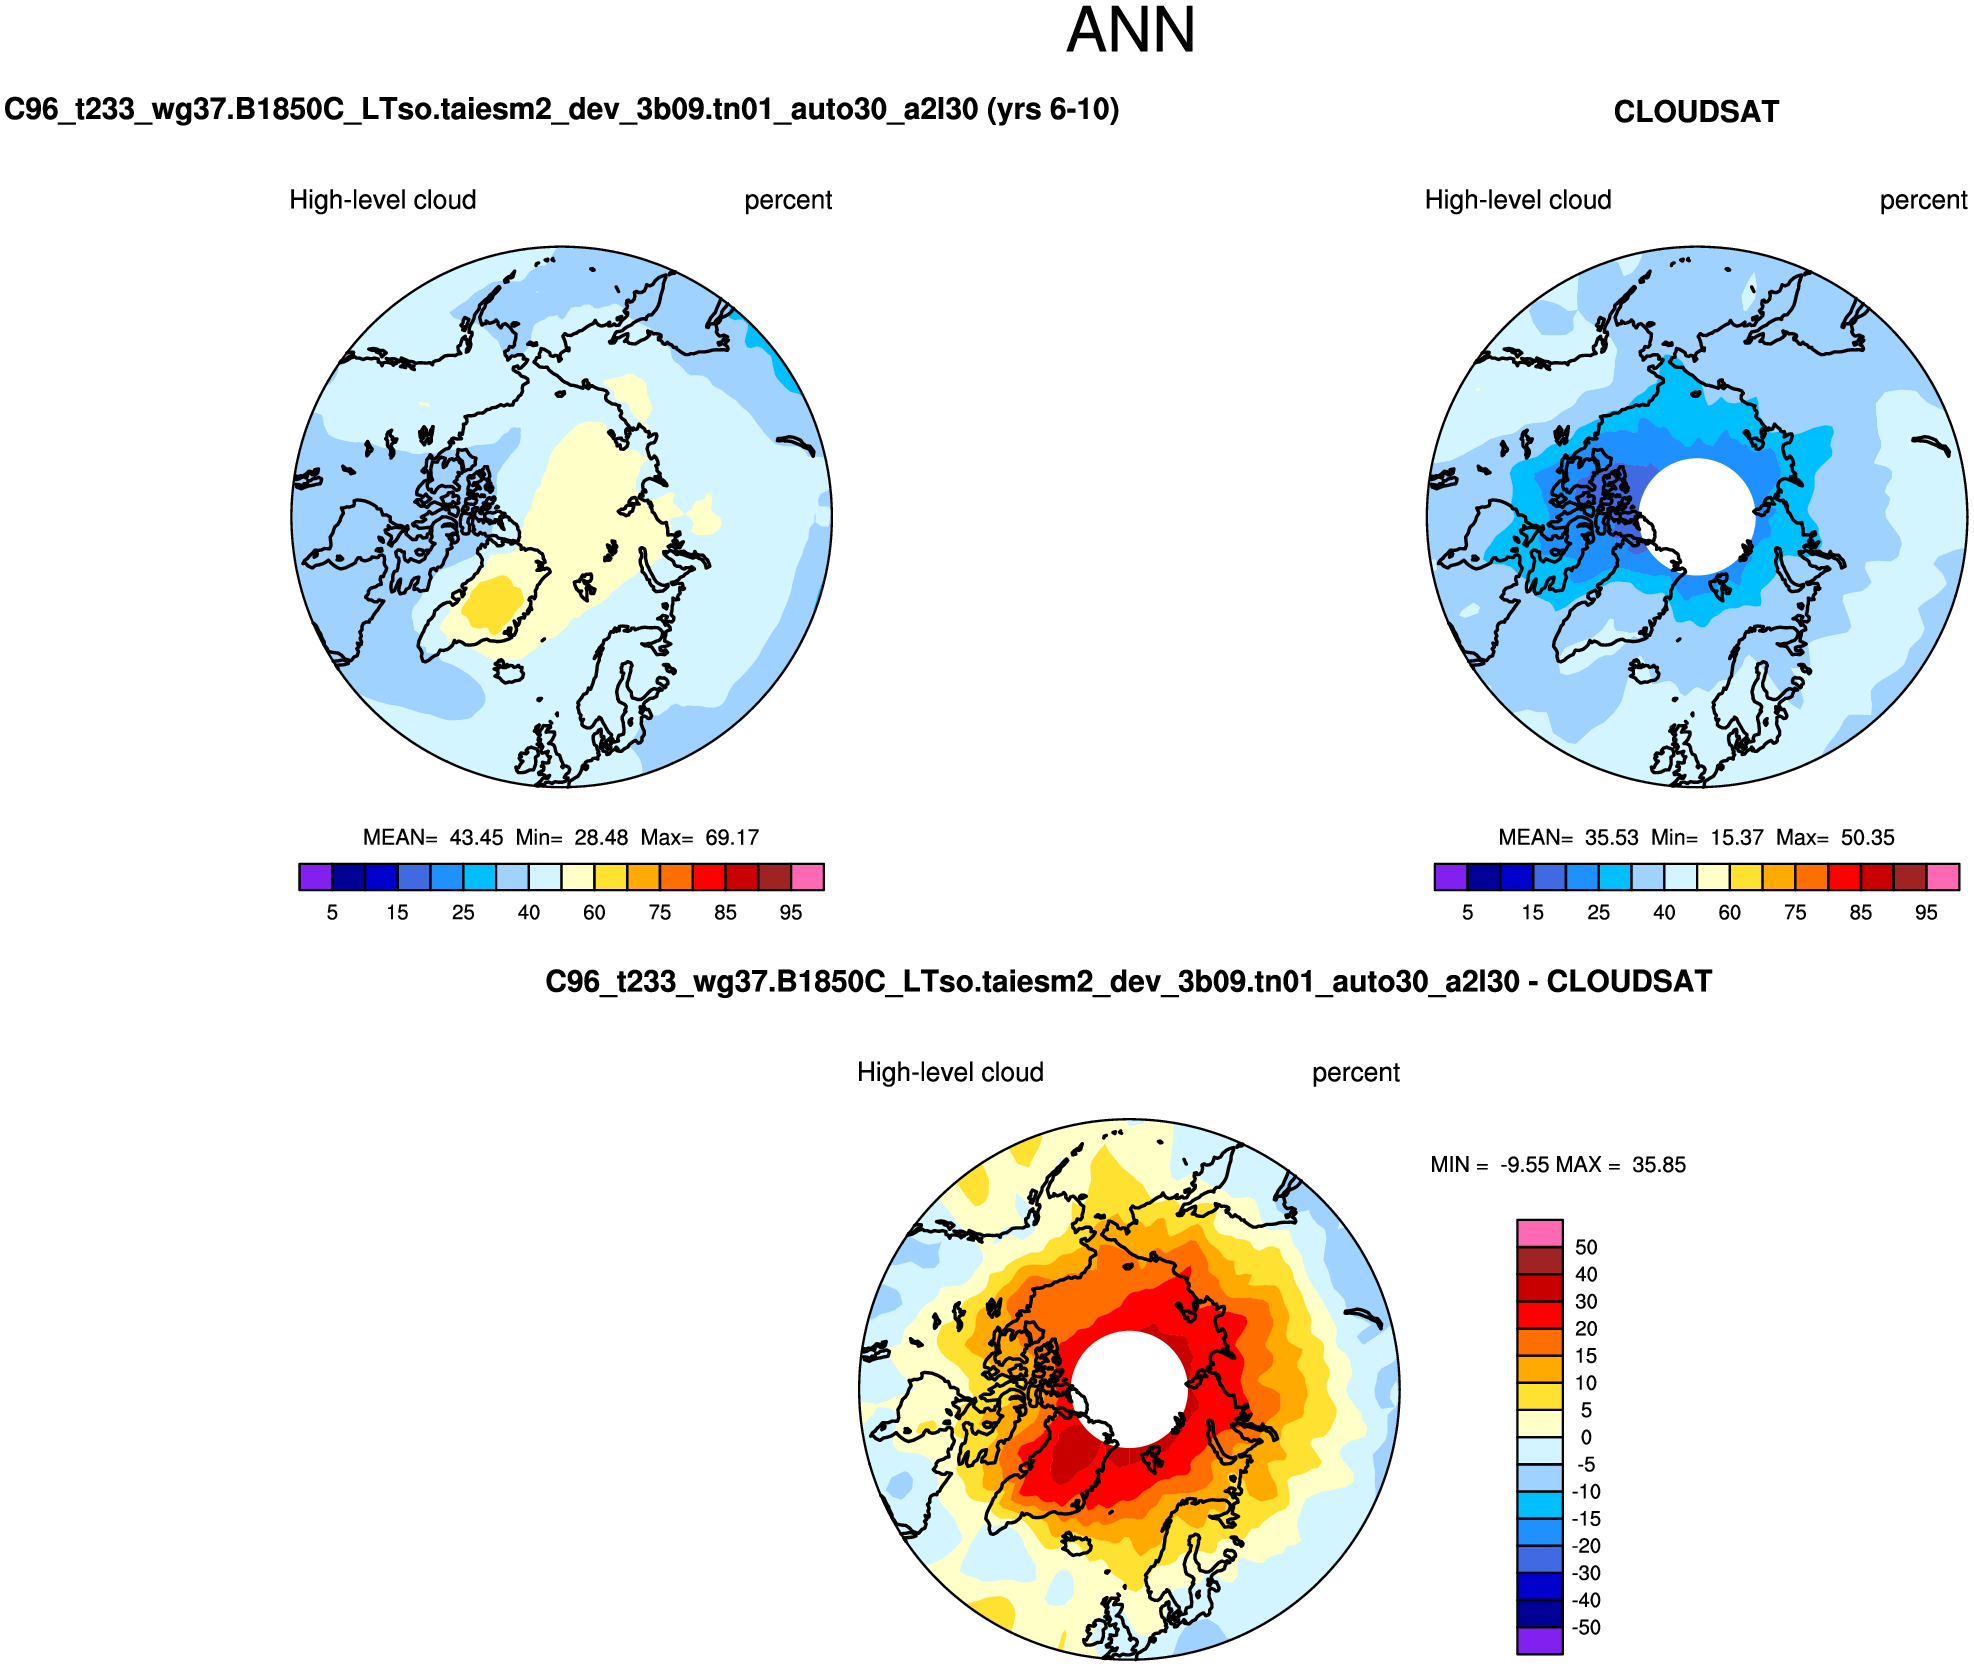 ANN
C96_t233_wg37.B1850C_LTso.taiesm2_dev_3b09.tn01_auto30_a2l30 (yrs 6-10)
CLOUDSAT
High-level cloud percent
High-level cloud percent
MEAN= 43.45 Min= 28.48 Max= 69.17
MEAN= 35.53 Min= 15.37 Max= 50.35
5 15 25 40 60 75 85 95
5 15 25 40 60 75 85 95
C96_t233_wg37.B1850C_LTso.taiesm2_dev_3b09.tn01_auto30_a2l30 - CLOUDSAT
High-level cloud percent
MIN = -9.55 MAX = 35.85
50
40
30
20
15
10
5
0
-5
-10
-15
-20
-30
-40
-50